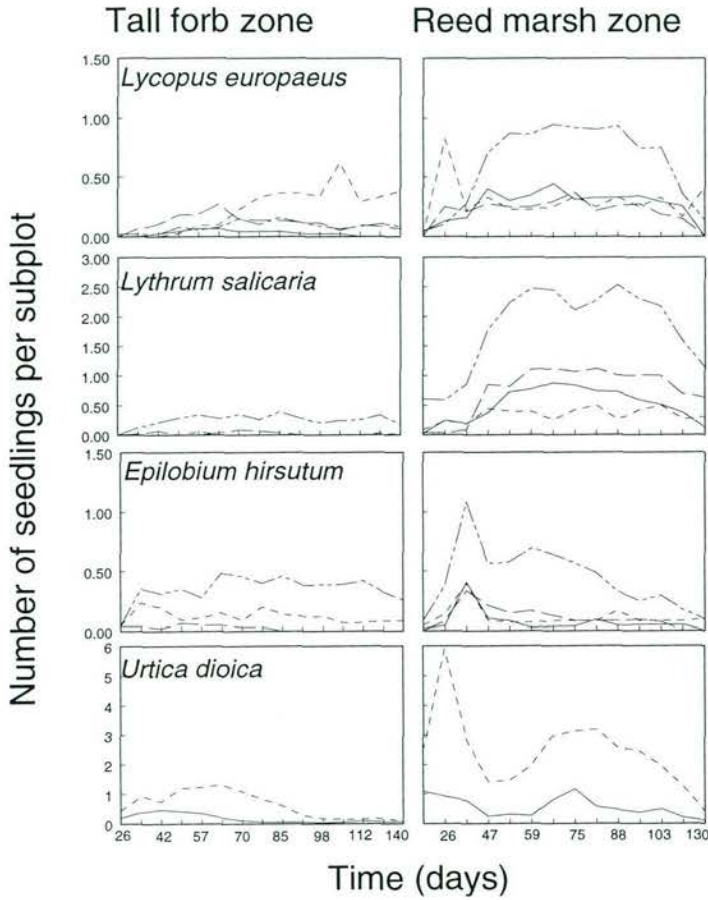 Tall forb zone Reed marsh zone
Number of seedlings per subplot
Lycopus europaeus
1.50
1.00
0.50
0.00
Lythrum salicaria
3.00
2.50
2.00
1.50
1.00
0.50
0.00
Epilobium hirsutum
1.50
1.00
0.50
0.00
Urtica dioica
6
5
4
3
2
1
0
26 42 57 70 85 98 112 140 26 47 59 75 88 103 130
Time (days)